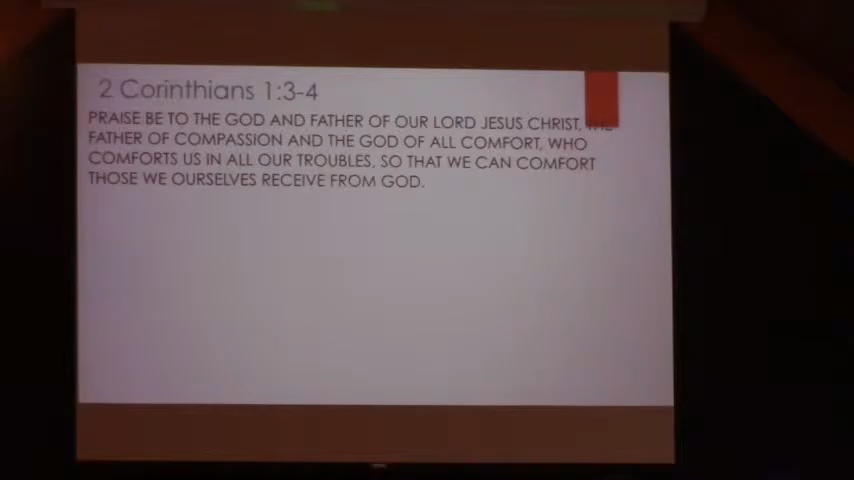 2 Corinthians 1:3-4
PRAISE BE TO THE GOD AND FATHER OF OUR LORD JESUS CHRIST, THE
FATHER OF COMPASSION AND THE GOD OF ALL COMFORT, WHO
COMFORTS US IN ALL OUR TROUBLES, SO THAT WE CAN COMFORT
THOSE WE OURSELVES RECEIVE FROM GOD.